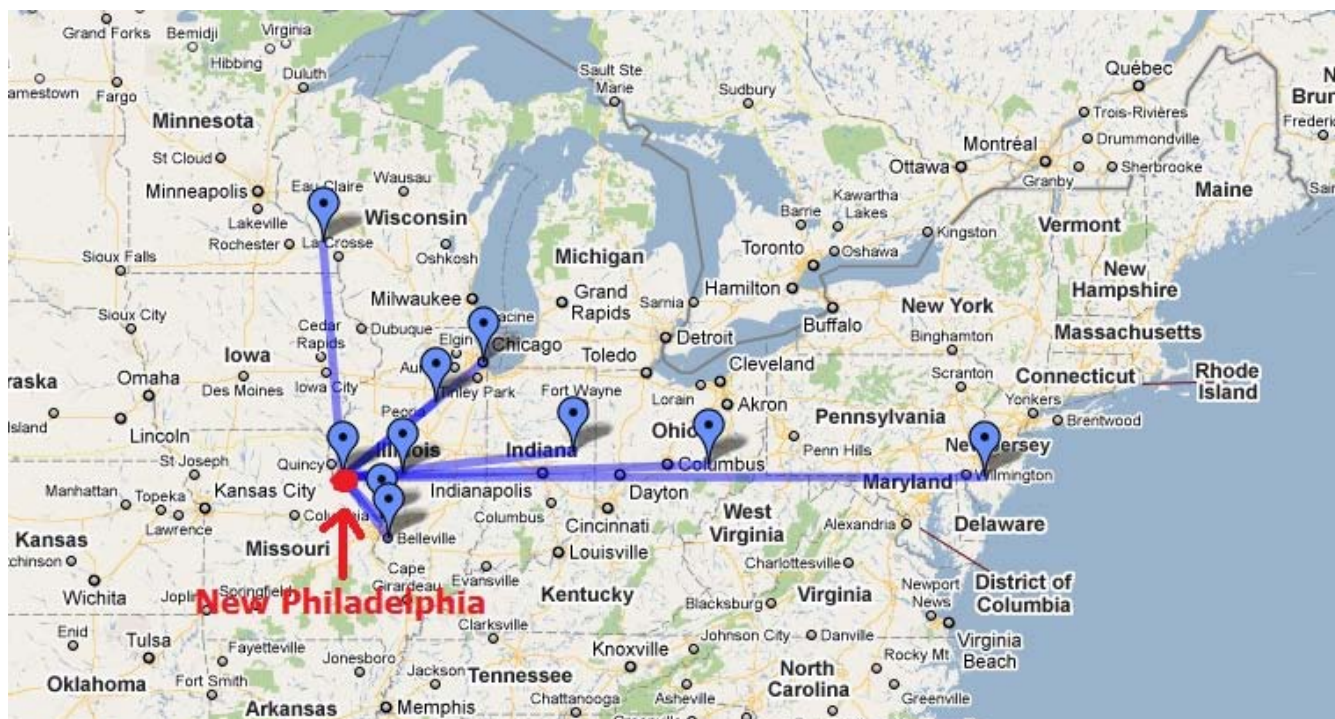 Grand Forks
Bemidji
Virginia
Hibbing
Duluth
Fargo
Minnesota
St Cloud
Minneapolis
Lakeville
Rochester
Eau Claire
Wausau
Wisconsin
La Crosse
Oshkosh
Milwaukee
Sault Ste
Marie
Sudbury
Québec
Trois-Rivières
Drummondville
Montréal
Sherbrooke
Granby
Ottawa
Maine
Vermont
Kawartha
Lakes
Barrie
Oshawa
Toronto
Kingston
Hamilton
Buffalo
New York
New
Hampshire
Massachusetts
Binghamton
Scranton
Connecticut
Rhode
Island
Yonkers
Brentwood
Michigan
Grand
Rapids
Sarnia
Detroit
Toledo
Cleveland
Lorain
Akron
Pennsylvania
Penn Hills
Sioux Falls
Sioux City
Dubuque
Cedar
Rapids
Elgin
Chicago
Iowa
Iowa City
Des Moines
Omaha
Lincoln
Tinley Park
Fort Wayne
Peoria
Illinois
Indiana
Columbus
Wilmington
Maryland
Delaware
Quincy
St Joseph
Manhattan
Topeka
Lawrence
Kansas City
Kansas
Missouri
Wichita
Indianapolis
Dayton
Columbus
Cincinnati
West
Virginia
Alexandria
Belleville
Louisville
Charlottesville
Cape
Girardeau
Evansville
Kentucky
Virginia
Newport
News
District of
Columbia
New Philadelphia
Springfield
Blacksburg
Virginia
Beach
Enid
Tulsa
Fayetteville
Clarksville
Johnson City
Danville
Knoxville
Rocky Mt
Jonesboro
Jackson
Tennessee
North
Carolina
Oklahoma
Fort Smith
Arkansas
Memphis
Chattanooga
Asheville
Greenville